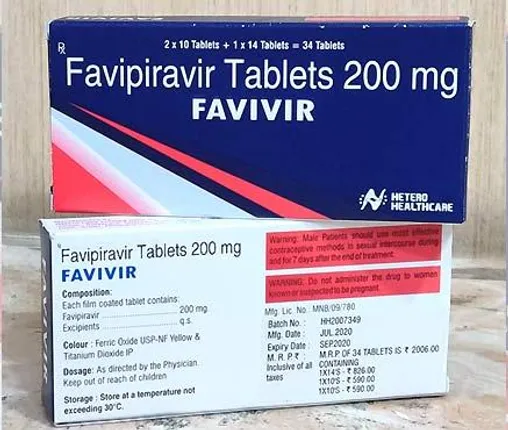 Rx
2 x 10 Tablets + 1 x 14 Tablets = 34 Tablets
Favipiravir Tablets 200 mg
FAVIVIR
HETERO
HEALTHCARE
FAVIVIR
Favipiravir Tablets 200 mg
FAVIVIR
Composition:
Each film coated tablet contains:
Favipiravir ........................ 200 mg
Excipients ........................ q.s.
Colour : Ferric Oxide USP-NF Yellow &
Titanium Dioxide IP
Dosage: As directed by the Physician.
Keep out of reach of children
Storage : Store at a temperature not
exceeding 30°C.
Warning: Male Patients should use most effective
contraceptive methods in sexual intercourse during
and for 7 days after the end of treatment.
WARNING: Do not administer the drug to women
known or suspected to be pregnant.
Mfg. Lic. No.: MNB/09/780
Batch No. : HH2007349
Mfg. Date : JUL.2020
Expiry Date : SEP2020
M. R. P.₹ : M.R.P OF 34 TABLETS IS ₹ 2006.00
Inclusive of all CONTAINING
taxes 1X14'S - ₹ 826.00
1X10'S - ₹ 590.00
1X10'S - ₹ 590.00